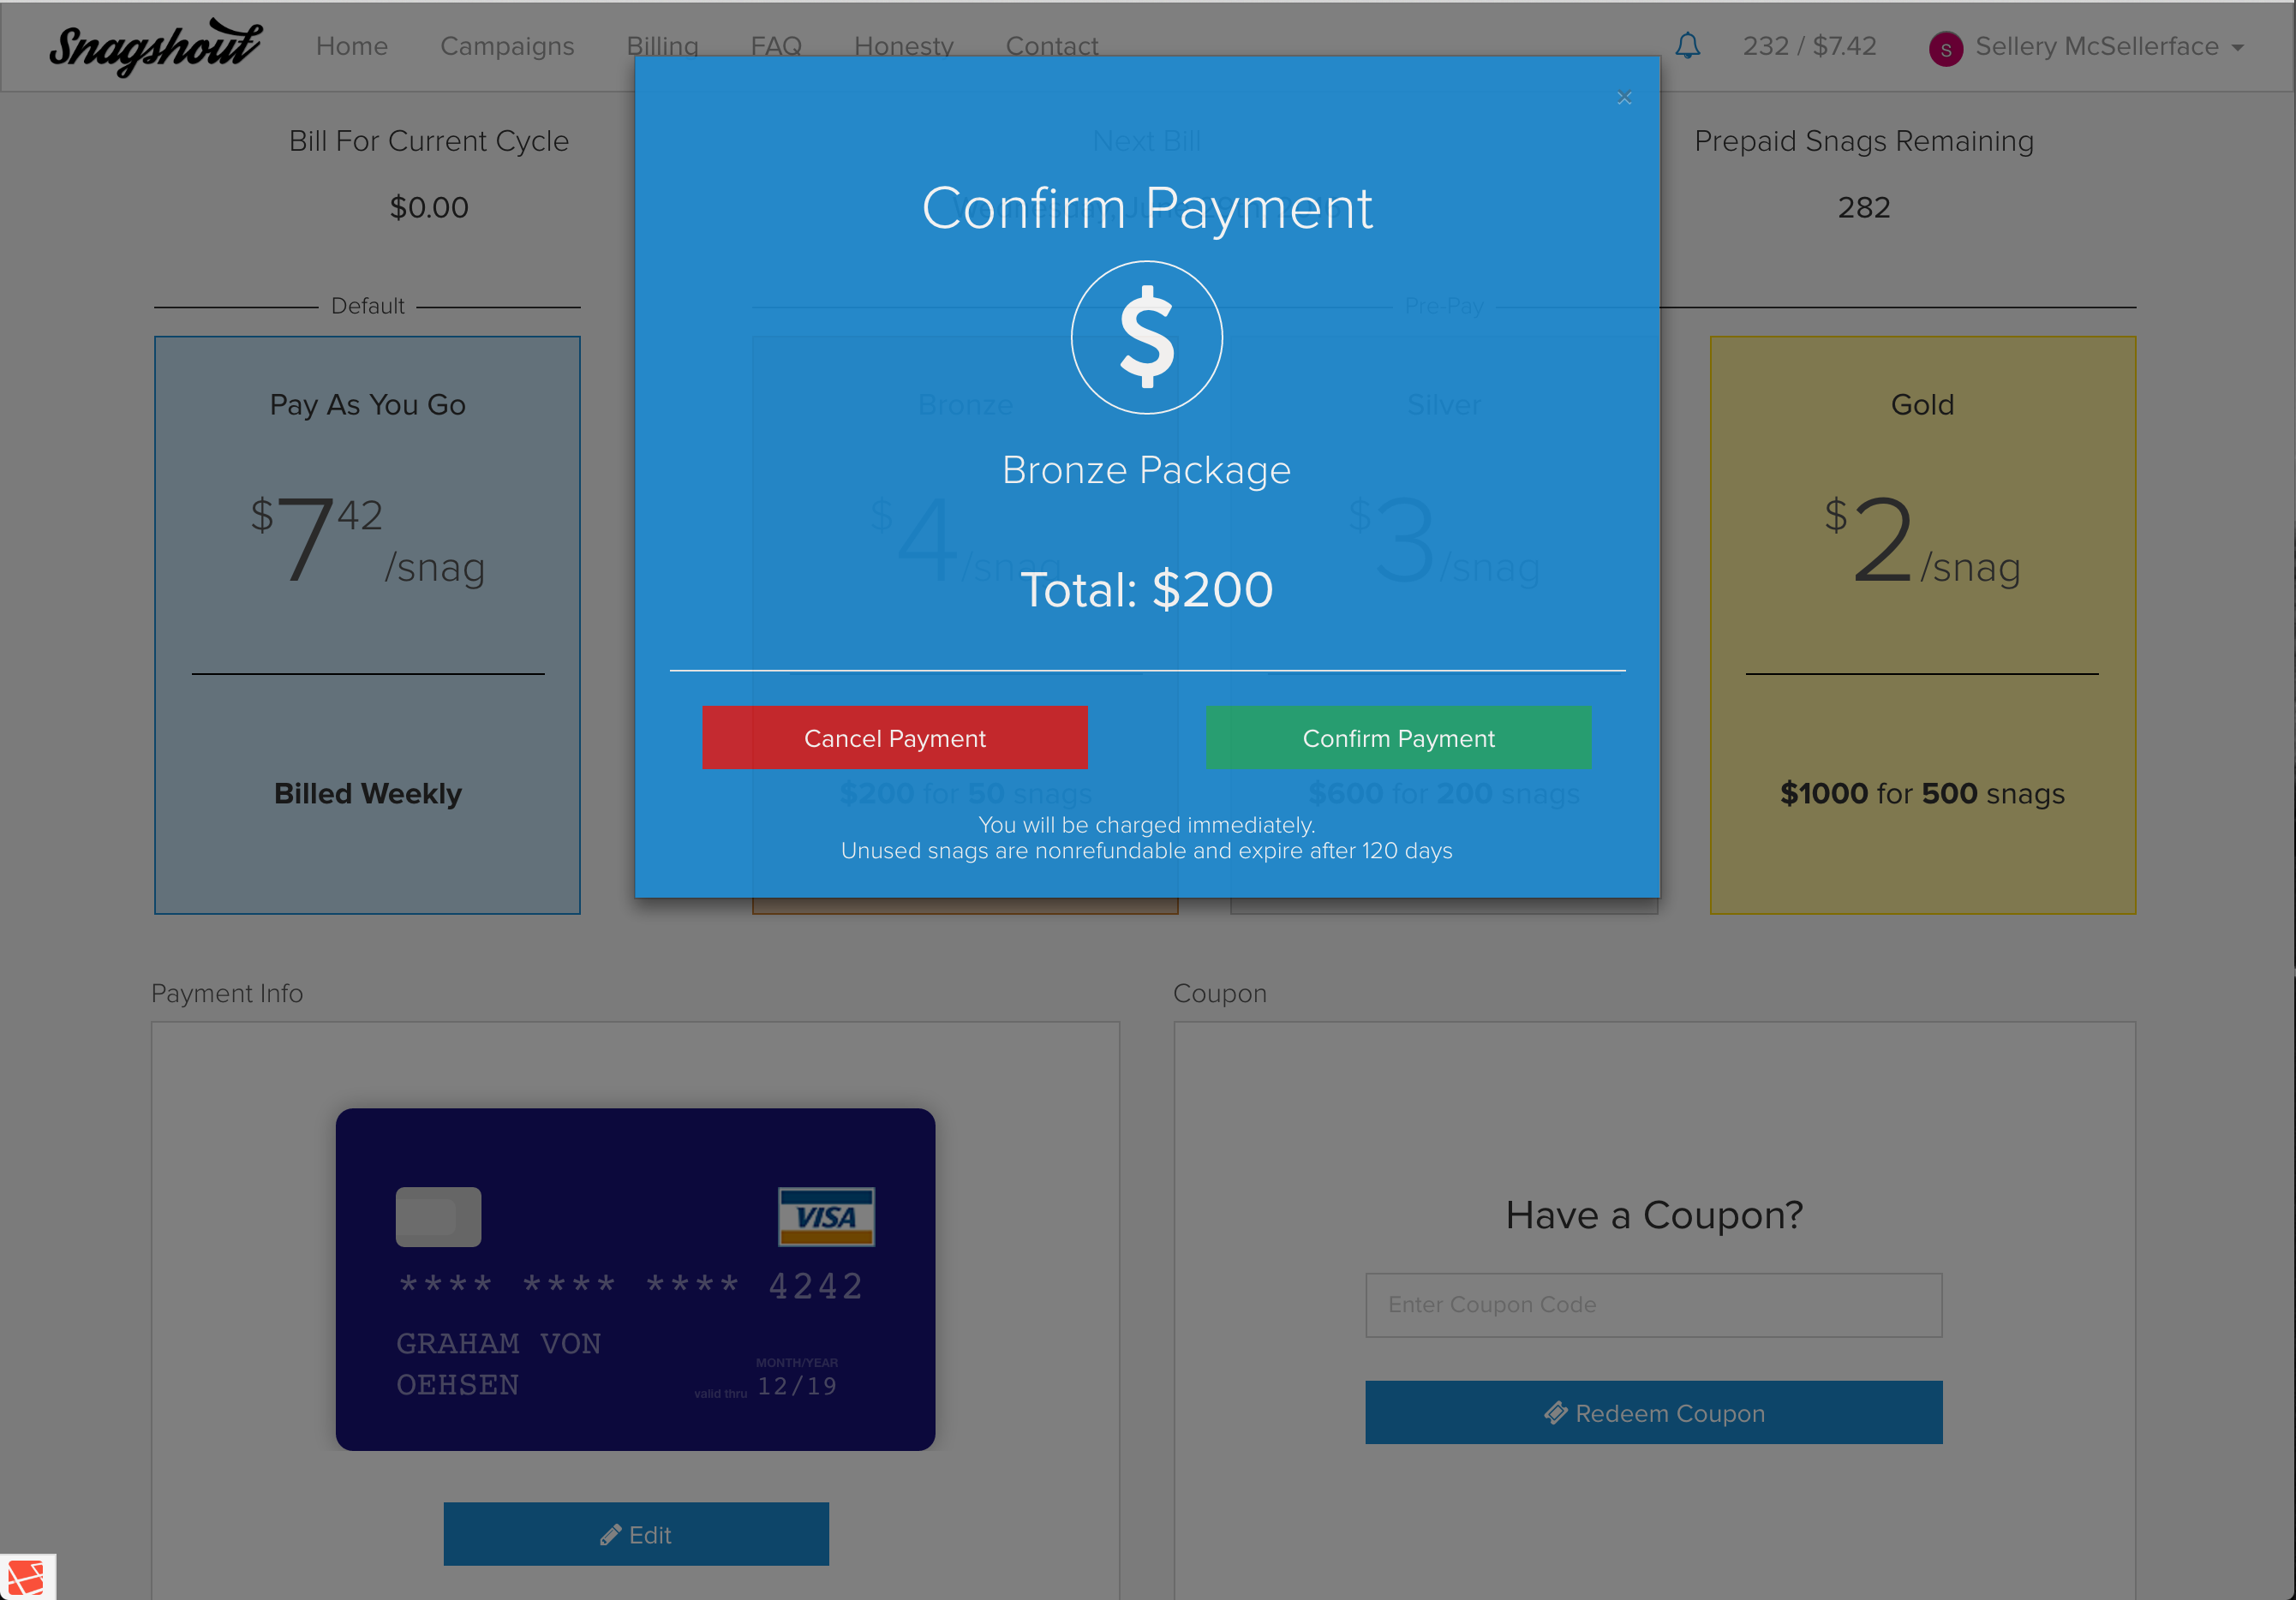 Snagshout
Home Campaigns Billing FAQ Honesty Contact
232 / $7.42
S Sellery McSellerface
Bill For Current Cycle
$0.00
Next Bill
Wednesday, June
Prepaid Snags Remaining
282
×
Confirm Payment
$
Bronze Package
Total: $200
Cancel Payment
Confirm Payment
You will be charged immediately.
Unused snags are nonrefundable and expire after 120 days
Default
Pre-Pay
Pay As You Go
$7 42 /snag
Billed Weekly
Bronze
$4 /snag
$200 for 50 snags
Silver
$3 /snag
$600 for 200 snags
Gold
$2 /snag
$1000 for 500 snags
Payment Info
VISA
**** **** **** 4242
GRAHAM VON
OEHSEN
MONTH/YEAR
valid thru 12/19
Edit
Coupon
Have a Coupon?
Enter Coupon Code
Redeem Coupon